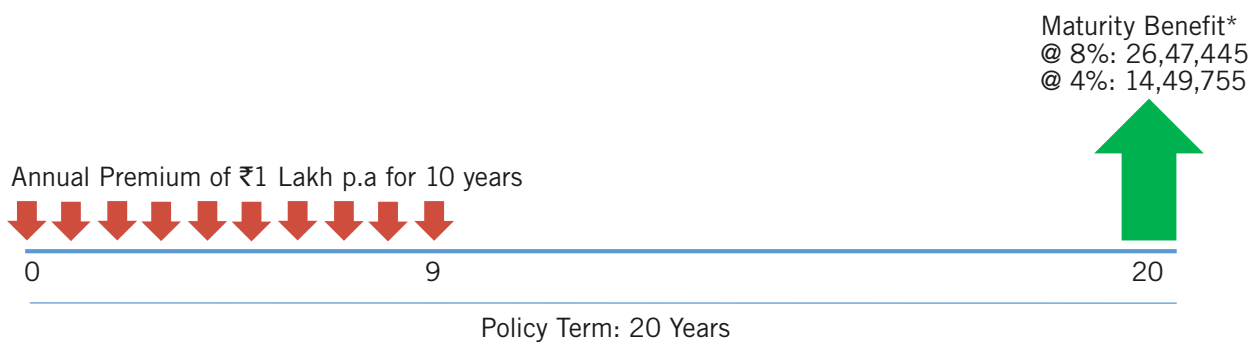 Maturity Benefit*
@ 8%: 26,47,445
@ 4%: 14,49,755
Annual Premium of ₹1 Lakh p.a for 10 years
0 9 20
Policy Term: 20 Years